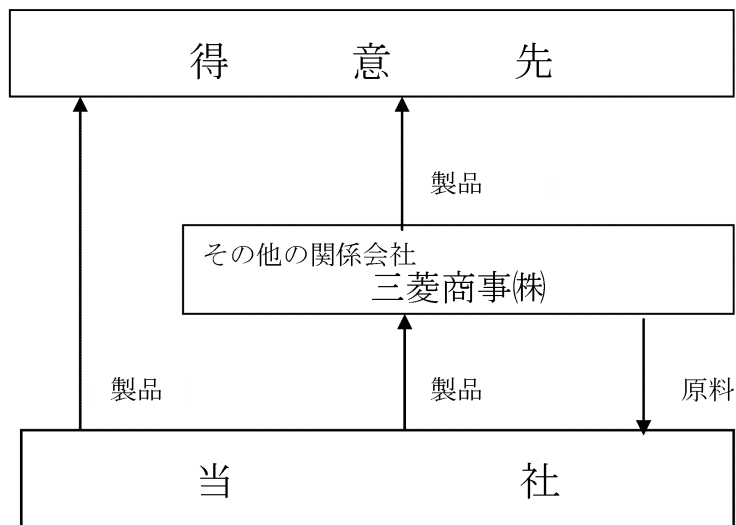 得意先
製品
その他の関係会社
三菱商事㈱
製品 製品 原料
当社